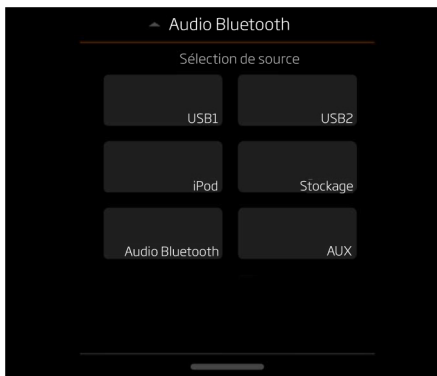 Audio Bluetooth
Sélection de source
USB1 USB2
iPod Stockage
Audio Bluetooth AUX